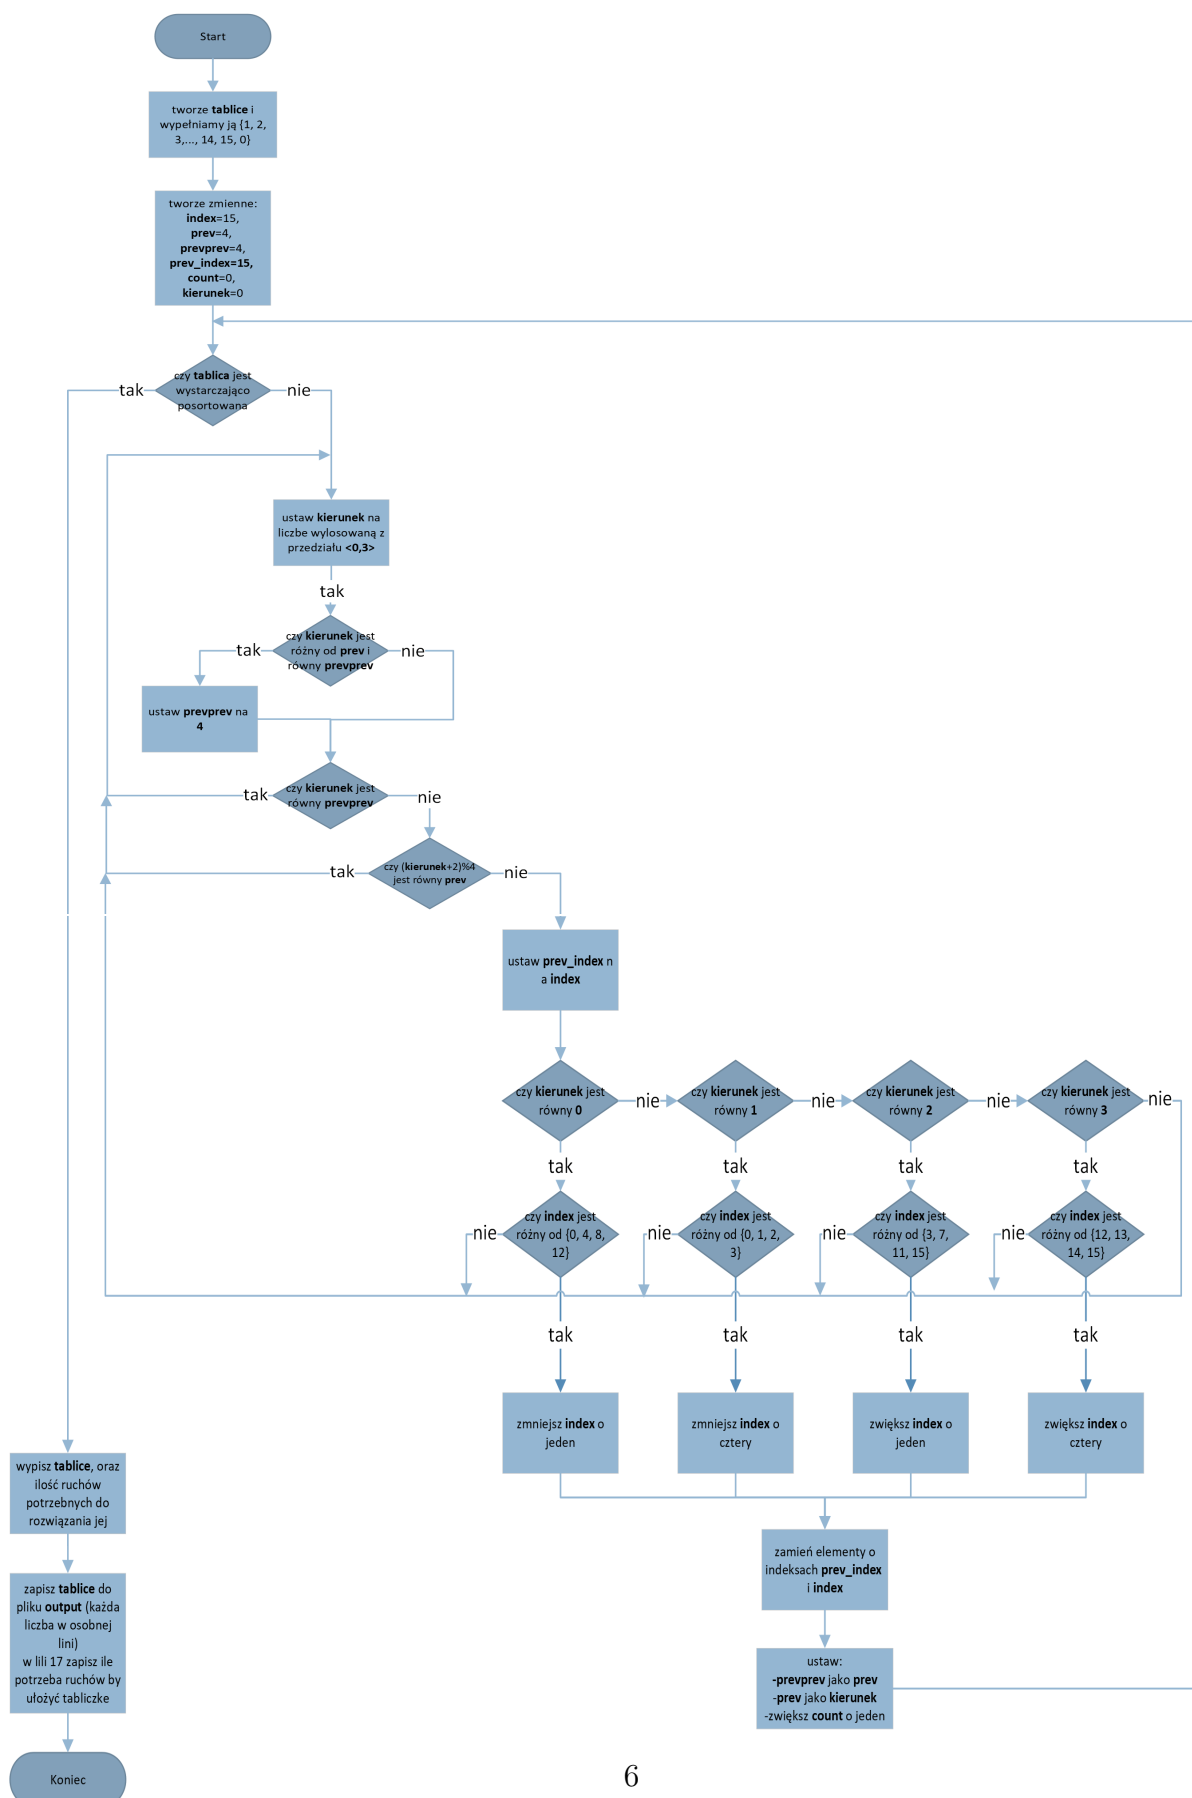 Start
tworze tablice i
wypełniamy ją {1, 2,
3,..., 14, 15, 0}
tworze zmienne:
index=15,
prev=4,
prevprev=4,
prev_index=15,
count=0,
kierunek=0
czy tablica jest
wystarczająco
posortowana
tak
nie
ustaw kierunek na
liczbe wylosowaną z
przedziału <0,3>
tak
czy kierunek jest
różny od prev i
równy prevprev
tak
nie
ustaw prevprev na
4
czy kierunek jest
równy prevprev
tak
nie
czy (kierunek+2)%4
jest równy prev
tak
nie
ustaw prev_index n
a index
czy kierunek jest
równy 0
nie
czy kierunek jest
równy 1
nie
czy kierunek jest
równy 2
nie
czy kierunek jest
równy 3
nie
tak
tak
tak
tak
czy index jest
różny od {0, 4, 8,
12}
nie
czy index jest
różny od {0, 1, 2,
3}
nie
czy index jest
różny od {3, 7,
11, 15}
nie
czy index jest
różny od {12, 13,
14, 15}
nie
tak
tak
tak
tak
zmniejsz index o
jeden
zmniejsz index o
cztery
zwiększ index o
jeden
zwiększ index o
cztery
zamień elementy o
indeksach prev_index
i index
ustaw:
-prevprev jako prev
-prev jako kierunek
-zwiększ count o jeden
wypisz tablice, oraz
ilość ruchów
potrzebnych do
rozwiązania jej
zapisz tablice do
pliku output (każda
liczba w osobnej
lini)
w lili 17 zapisz ile
potrzeba ruchów by
ułożyć tabliczke
Koniec
6